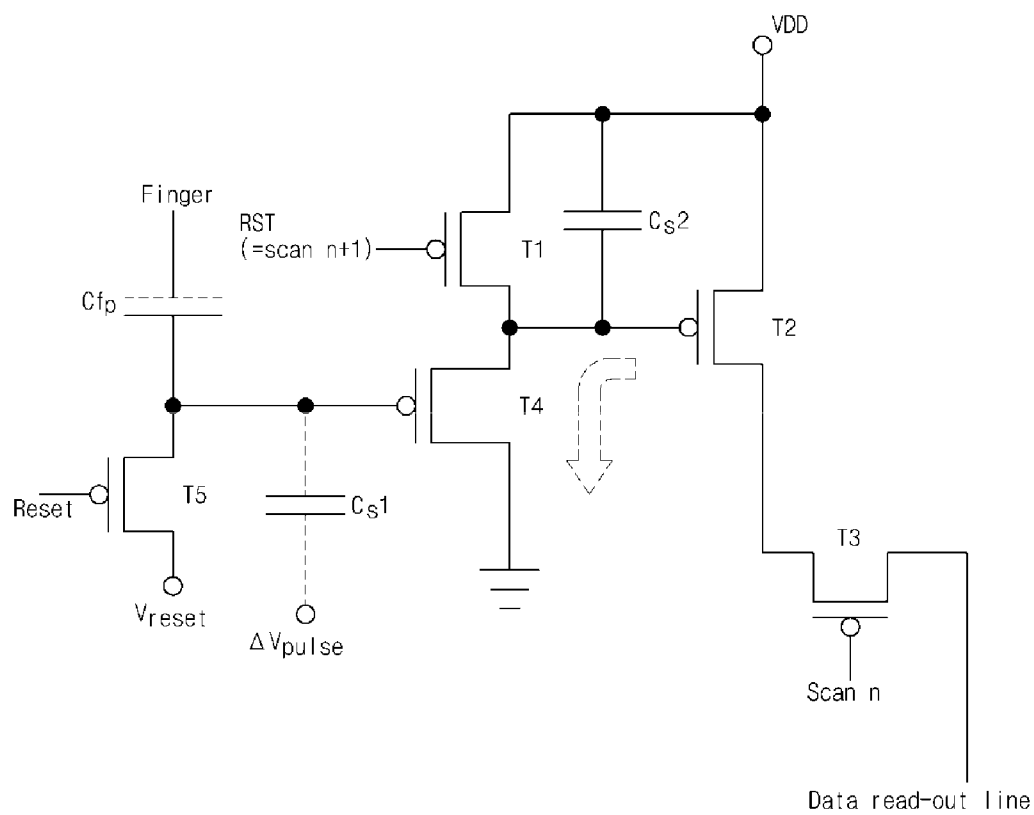 VDD
Finger
RST
(=scan n+1)
T1
Cs2
Cfp
T2
T4
T5
Cs1
Reset
Vreset
ΔVpulse
T3
Scan n
Data read-out line